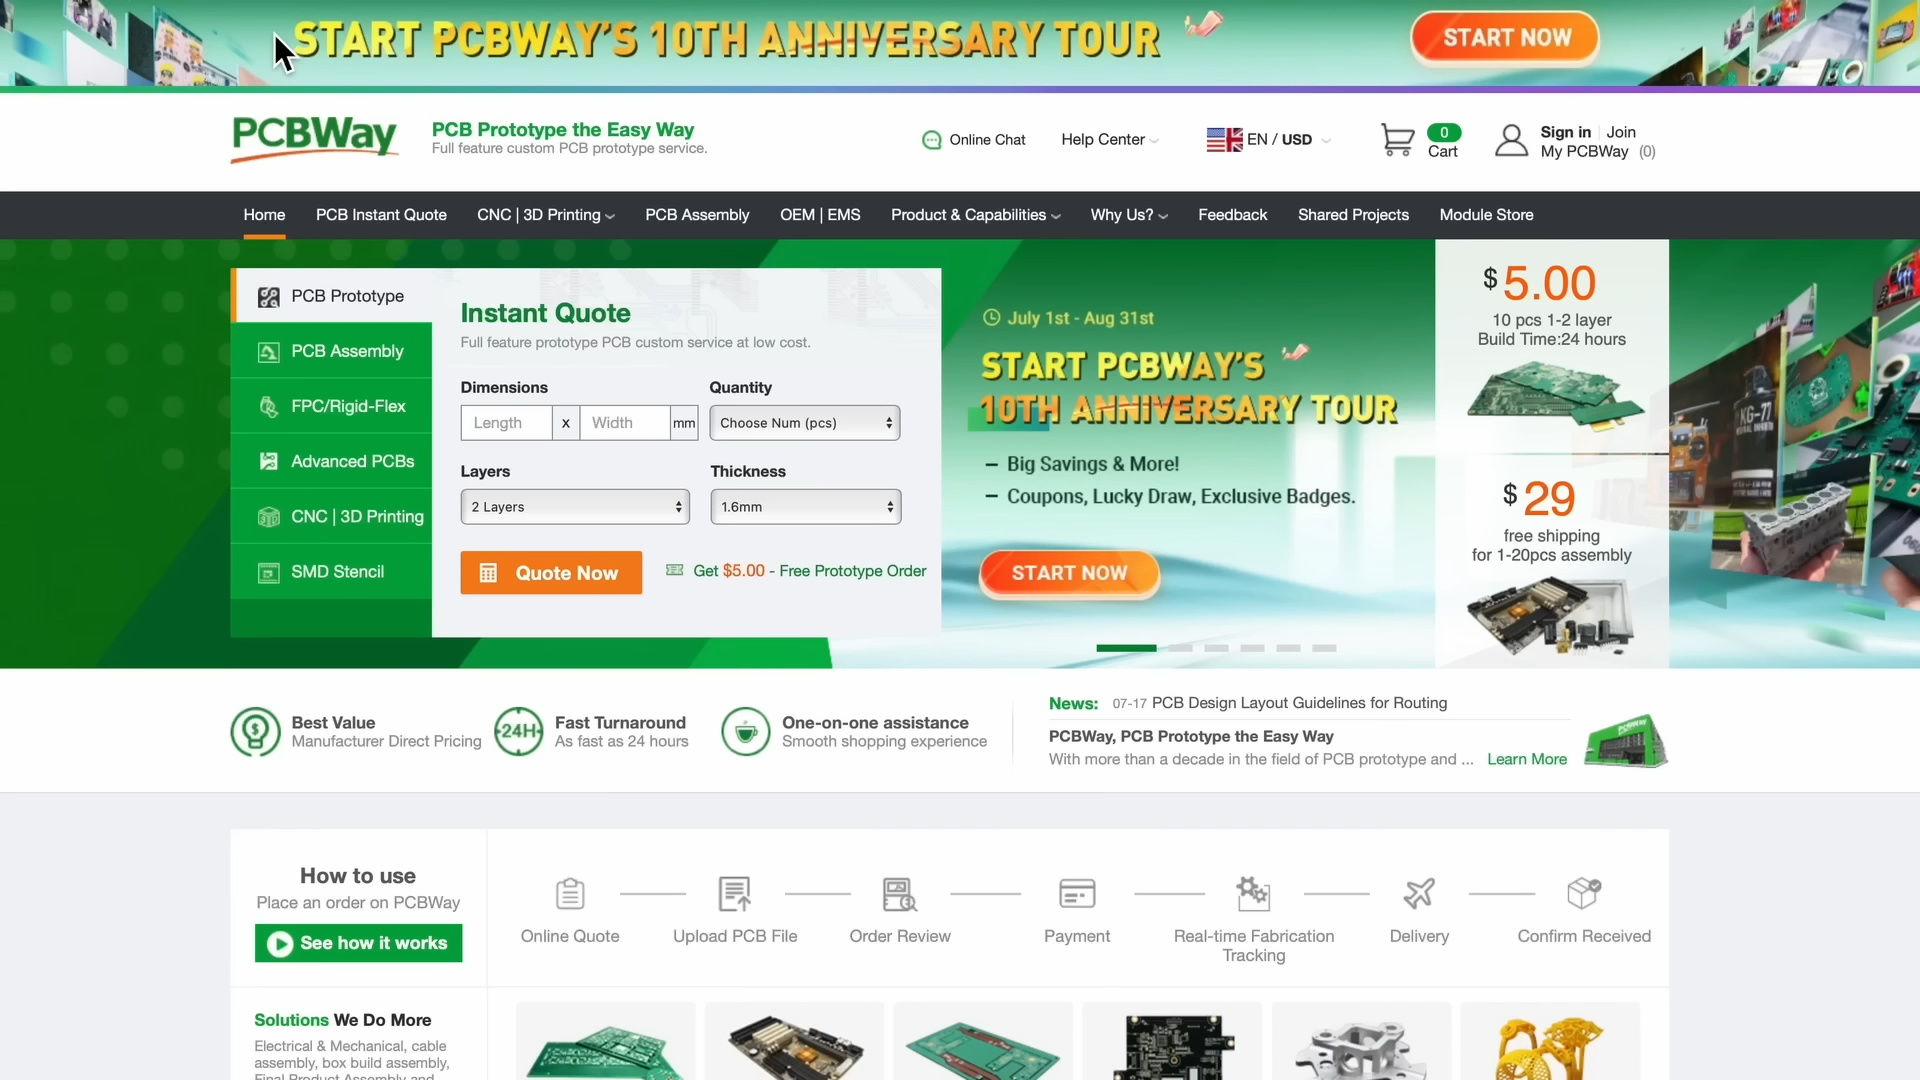 START PCBWAY'S 10TH ANNIVERSARY TOUR
START NOW
PCBWay
PCB Prototype the Easy Way
Full feature custom PCB prototype service.
Online Chat
Help Center
EN / USD
0
Cart
Sign in Join
My PCBWay (0)
Home
PCB Instant Quote
CNC | 3D Printing
PCB Assembly
OEM | EMS
Product & Capabilities
Why Us?
Feedback
Shared Projects
Module Store
PCB Prototype
PCB Assembly
FPC/Rigid-Flex
Advanced PCBs
CNC | 3D Printing
SMD Stencil
Instant Quote
Full feature prototype PCB custom service at low cost.
Dimensions
Quantity
Length x Width mm
Choose Num (pcs)
Layers
Thickness
2 Layers
1.6mm
Quote Now
Get $5.00 - Free Prototype Order
July 1st - Aug 31st
START PCBWAY'S
10TH ANNIVERSARY TOUR
– Big Savings & More!
– Coupons, Lucky Draw, Exclusive Badges.
START NOW
$5.00
10 pcs 1-2 layer
Build Time:24 hours
$29
free shipping
for 1-20pcs assembly
KG-77
Best Value
Manufacturer Direct Pricing
24H
Fast Turnaround
As fast as 24 hours
One-on-one assistance
Smooth shopping experience
News: 07-17 PCB Design Layout Guidelines for Routing
PCBWay, PCB Prototype the Easy Way
With more than a decade in the field of PCB prototype and ... Learn More
How to use
Place an order on PCBWay
See how it works
Online Quote
Upload PCB File
Order Review
Payment
Real-time Fabrication
Tracking
Delivery
Confirm Received
Solutions We Do More
Electrical & Mechanical, cable
assembly, box build assembly,
Final Product Assembly and